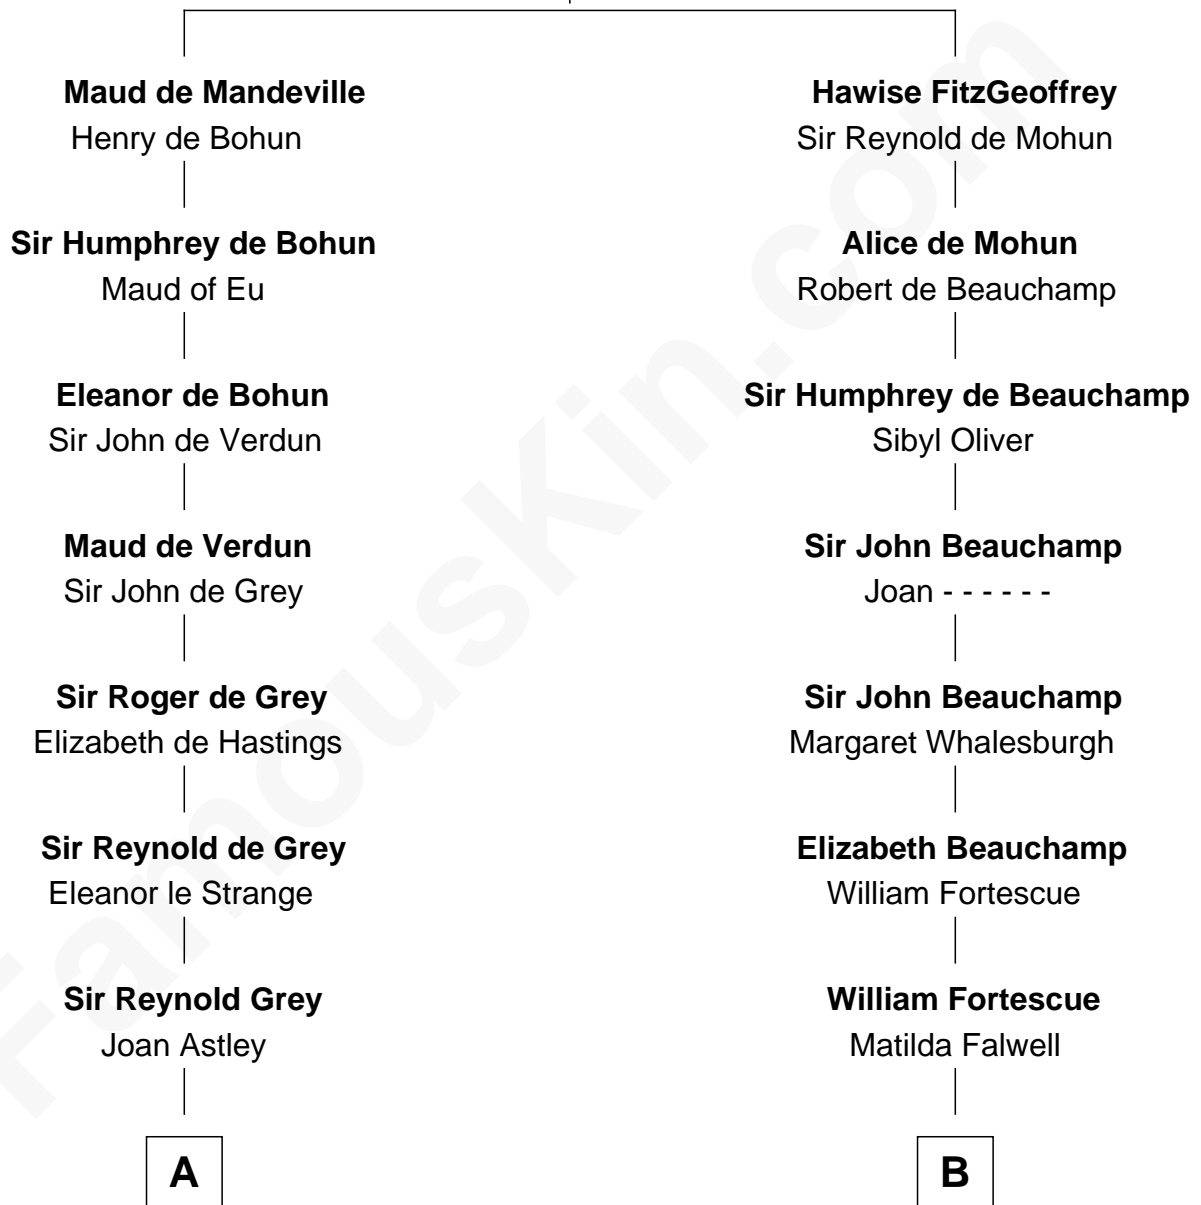 Maud de Mandeville
Henry de Bohun
Sir Humphrey de Bohun
Maud of Eu
Eleanor de Bohun
Sir John de Verdun
Maud de Verdun
Sir John de Grey
Sir Roger de Grey
Elizabeth de Hastings
Sir Reynold de Grey
Eleanor le Strange
Sir Reynold Grey
Joan Astley
A
Hawise FitzGeoffrey
Sir Reynold de Mohun
Alice de Mohun
Robert de Beauchamp
Sir Humphrey de Beauchamp
Sibyl Oliver
Sir John Beauchamp
Joan - - - - - -
Sir John Beauchamp
Margaret Whalesburgh
Elizabeth Beauchamp
William Fortescue
William Fortescue
Matilda Falwell
B
FamousKin.com